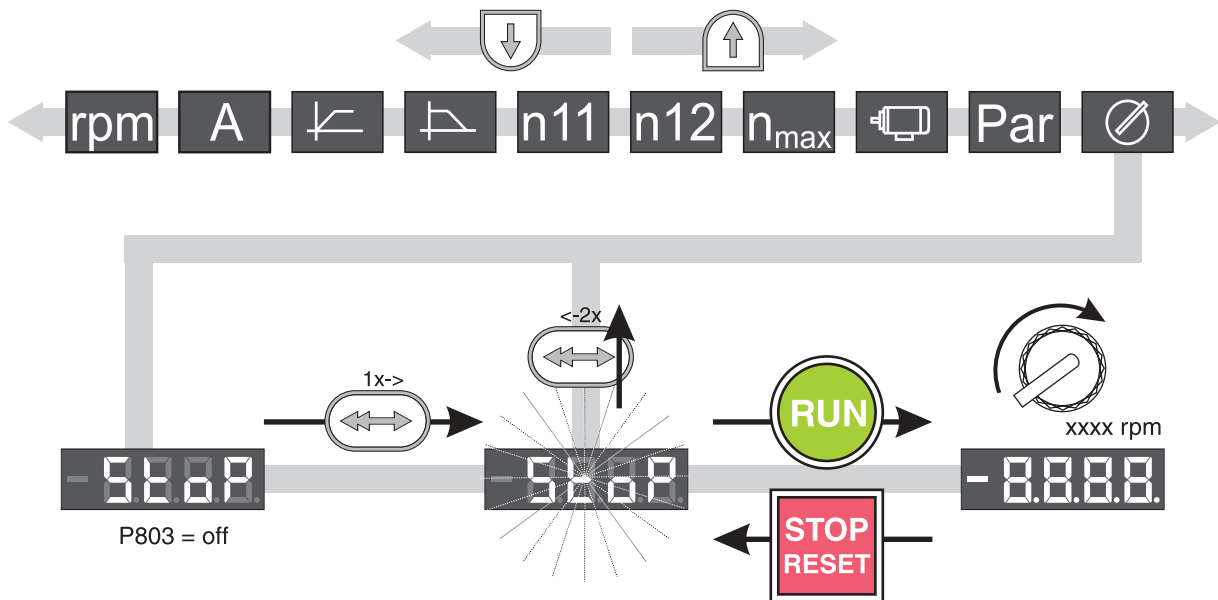 rpm A n11 n12 nmax Par
<-2x
1x->
RUN
xxxx rpm
StoP StoP -8.8.8.8.
P803 = off
STOP
RESET